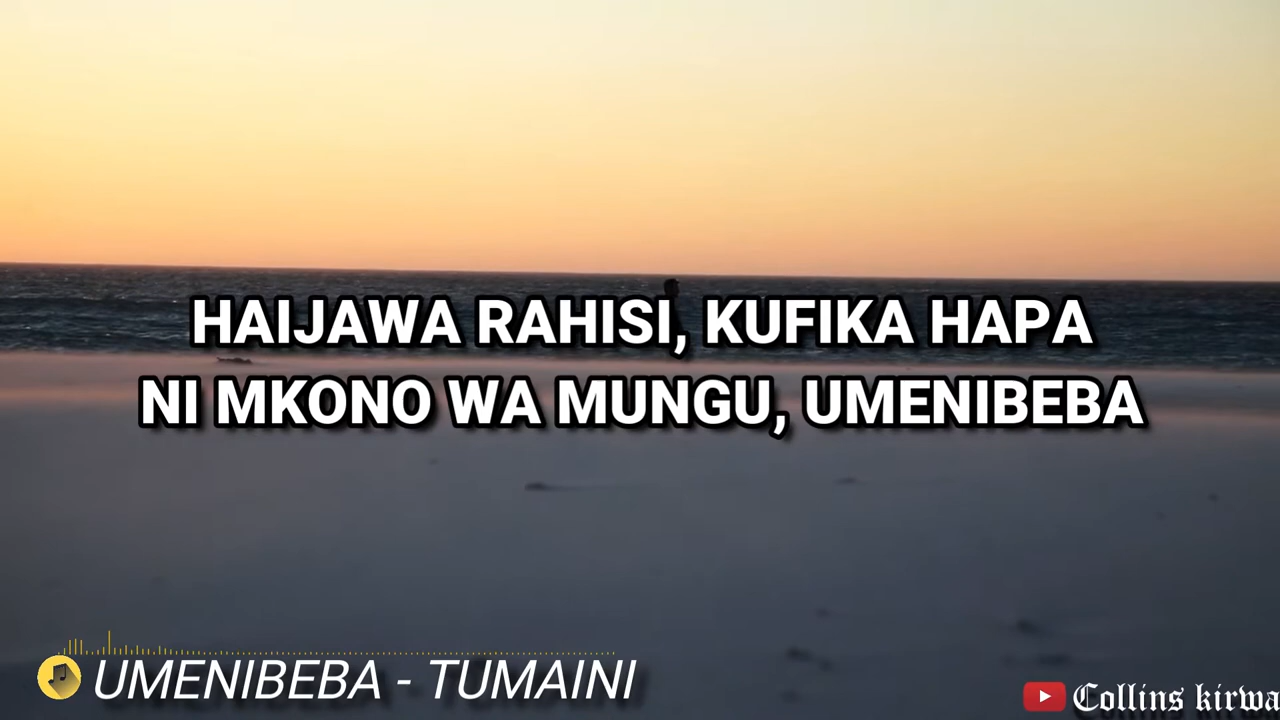 HAIJAWA RAHISI, KUFIKA HAPA
NI MKONO WA MUNGU, UMENIBEBA
UMENIBEBA - TUMAINI
Collins kirwa